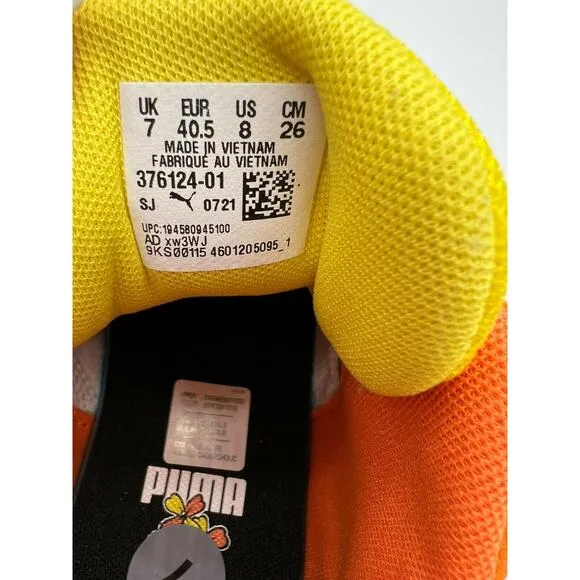 UK EUR US CM
7 40.5 8 26
MADE IN VIETNAM
FABRIQUÉ AU VIETNAM
376124-01
SJ 0721
UPC:194580945100
AD xw3WJ
9KS00115 4601205095_1
PUMA